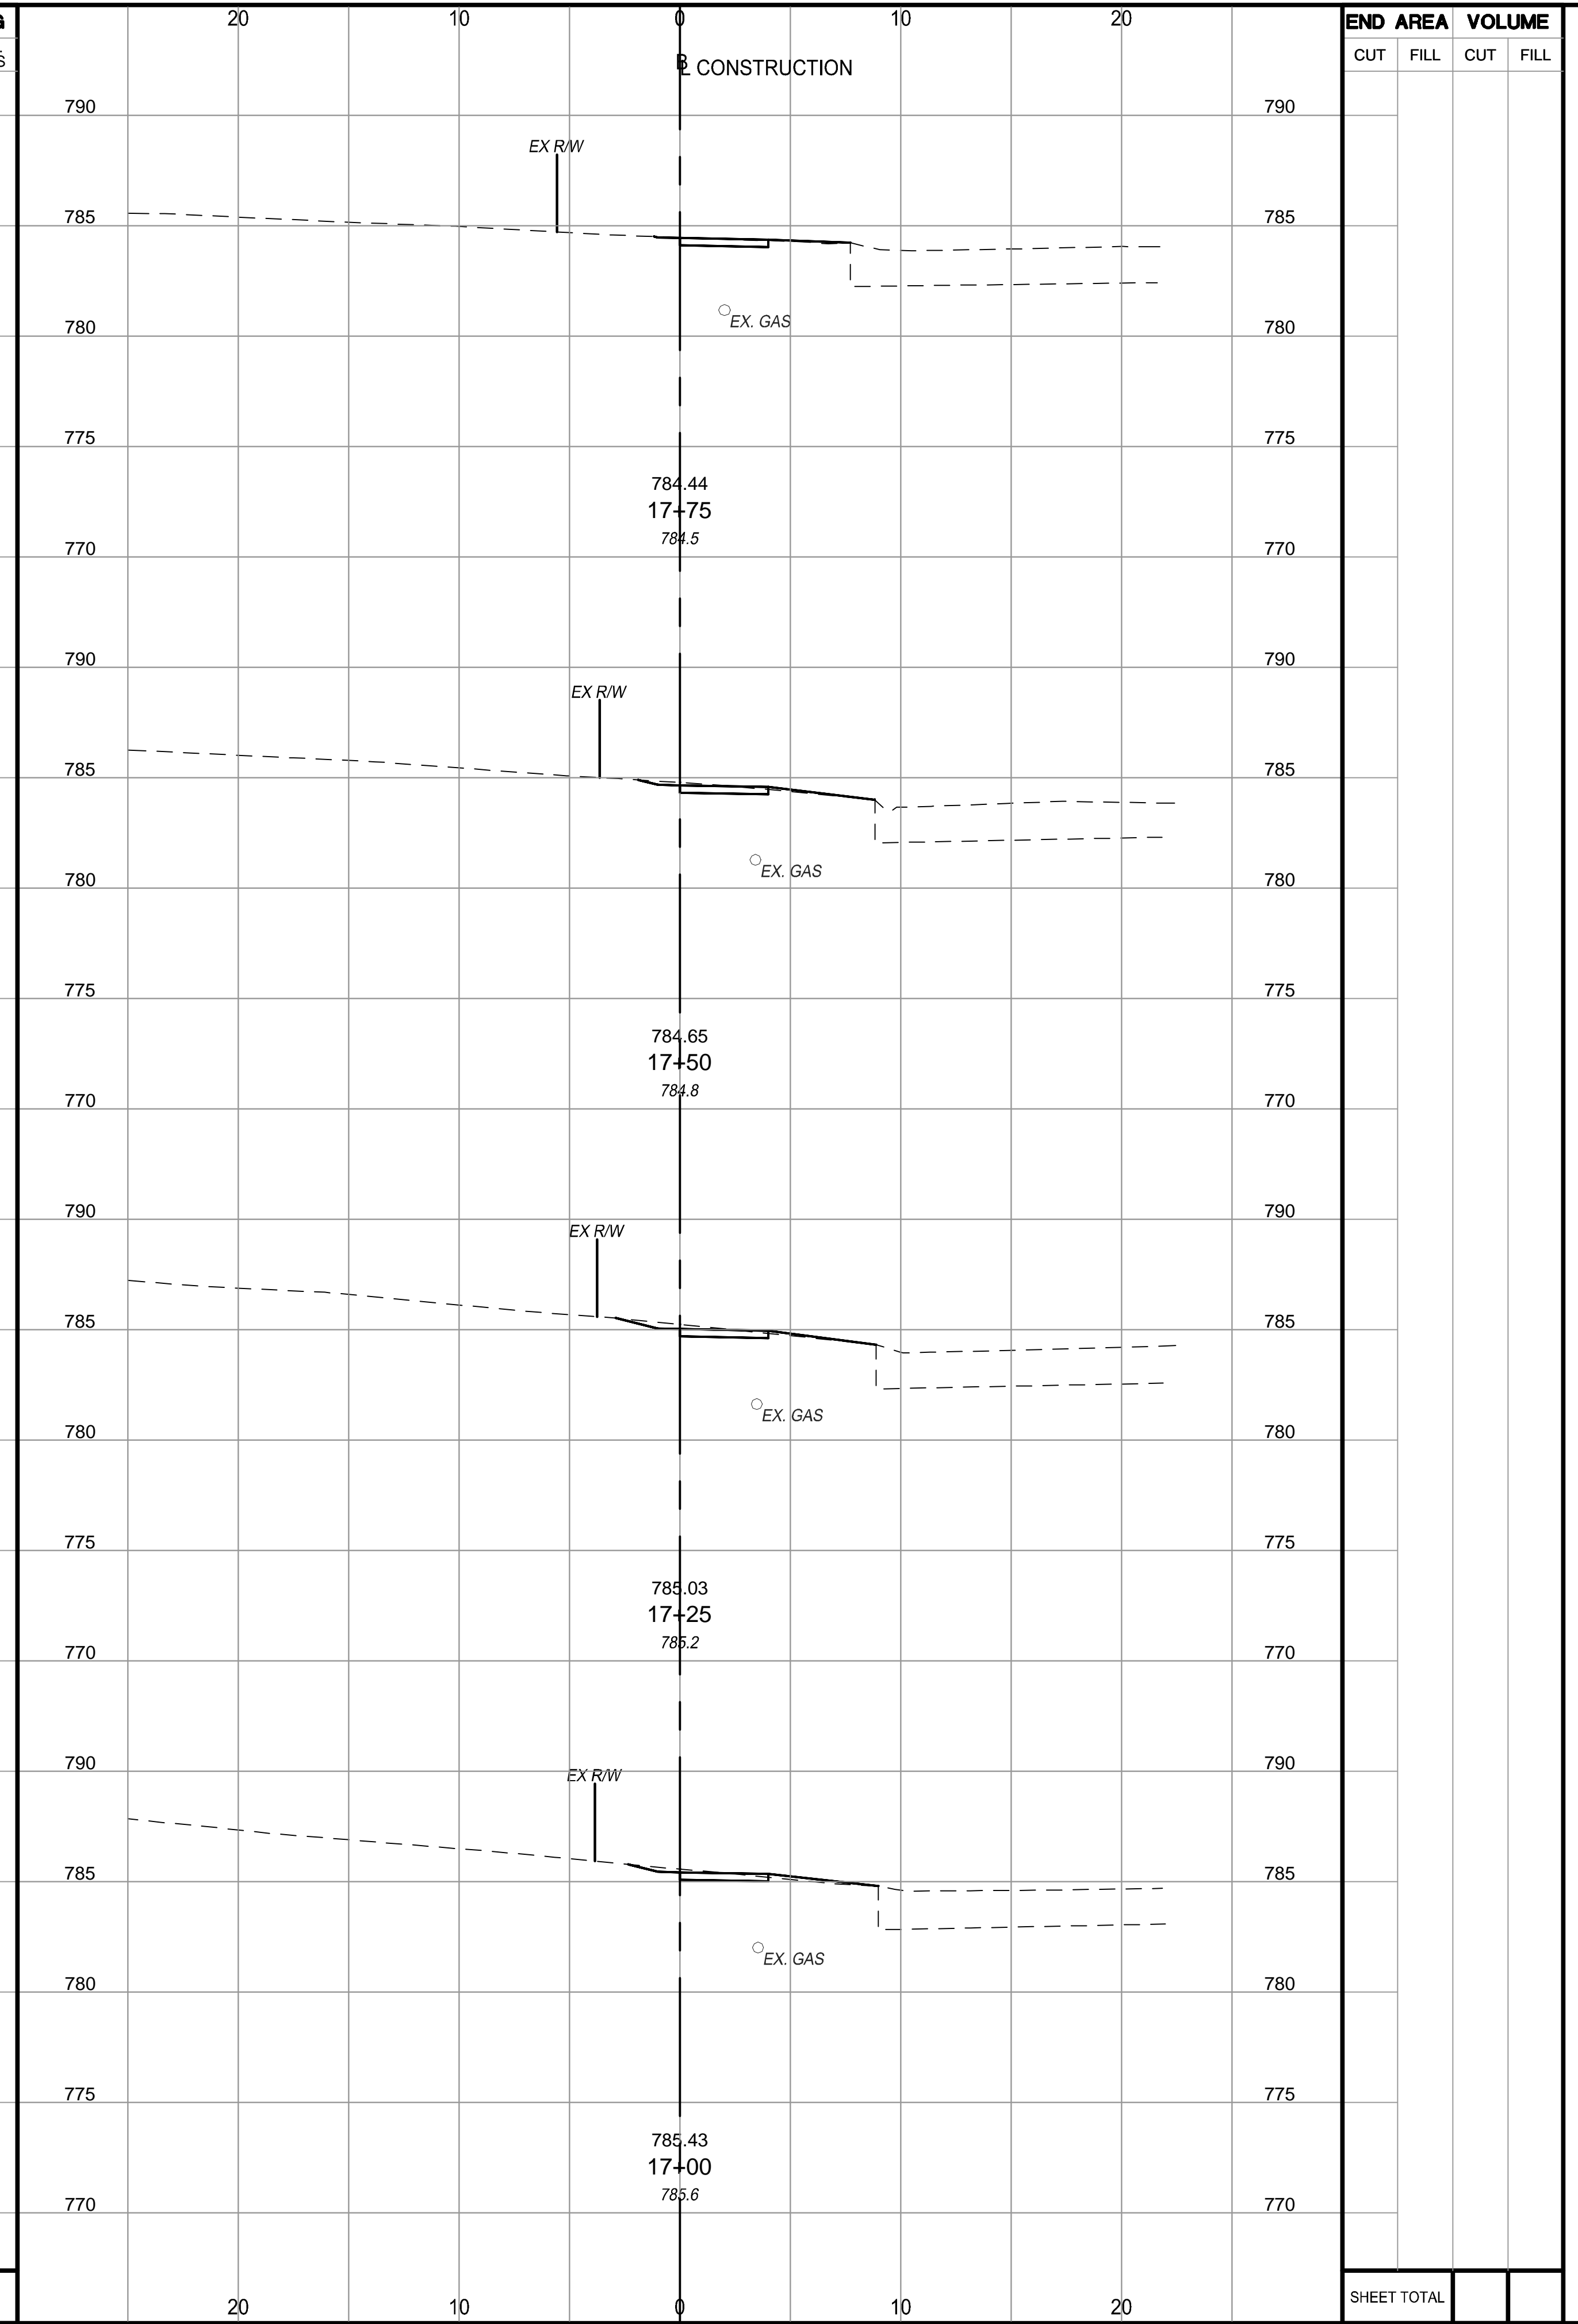 20 10 0 10 20 END AREA VOLUME
CUT FILL CUT FILL
BL CONSTRUCTION
790 790
EX R/W
785 785
EX. GAS
780 780
775 775
784.44
17+75
784.5
770 770
790 790
EX R/W
785 785
EX. GAS
780 780
775 775
784.65
17+50
784.8
770 770
790 790
EX R/W
785 785
EX. GAS
780 780
775 775
785.03
17+25
785.2
770 770
790 790
EX R/W
785 785
EX. GAS
780 780
775 775
785.43
17+00
785.6
770 770
SHEET TOTAL
20 10 0 10 20